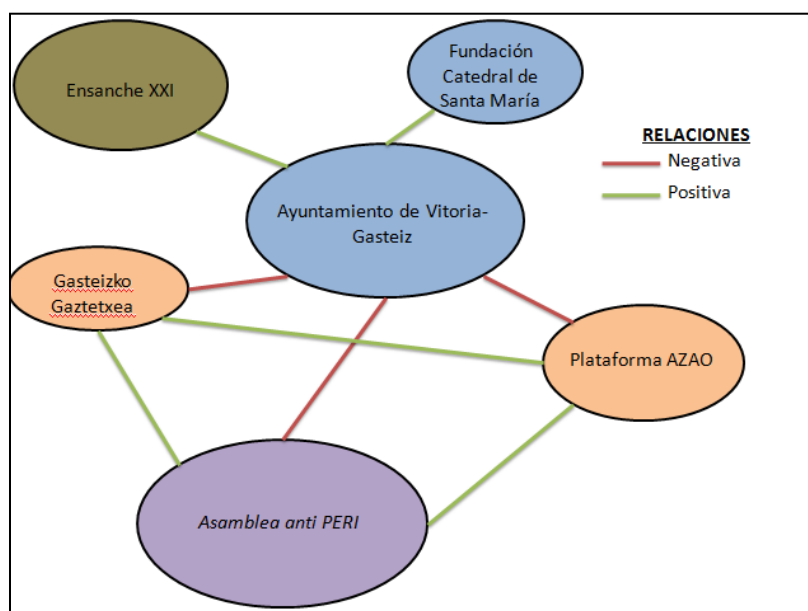 Ensanche XXI
Fundación
Catedral de
Santa María
RELACIONES
Negativa
Positiva
Ayuntamiento de Vitoria-
Gasteiz
Gasteizko
Gaztetxea
Plataforma AZAO
Asamblea anti PERI